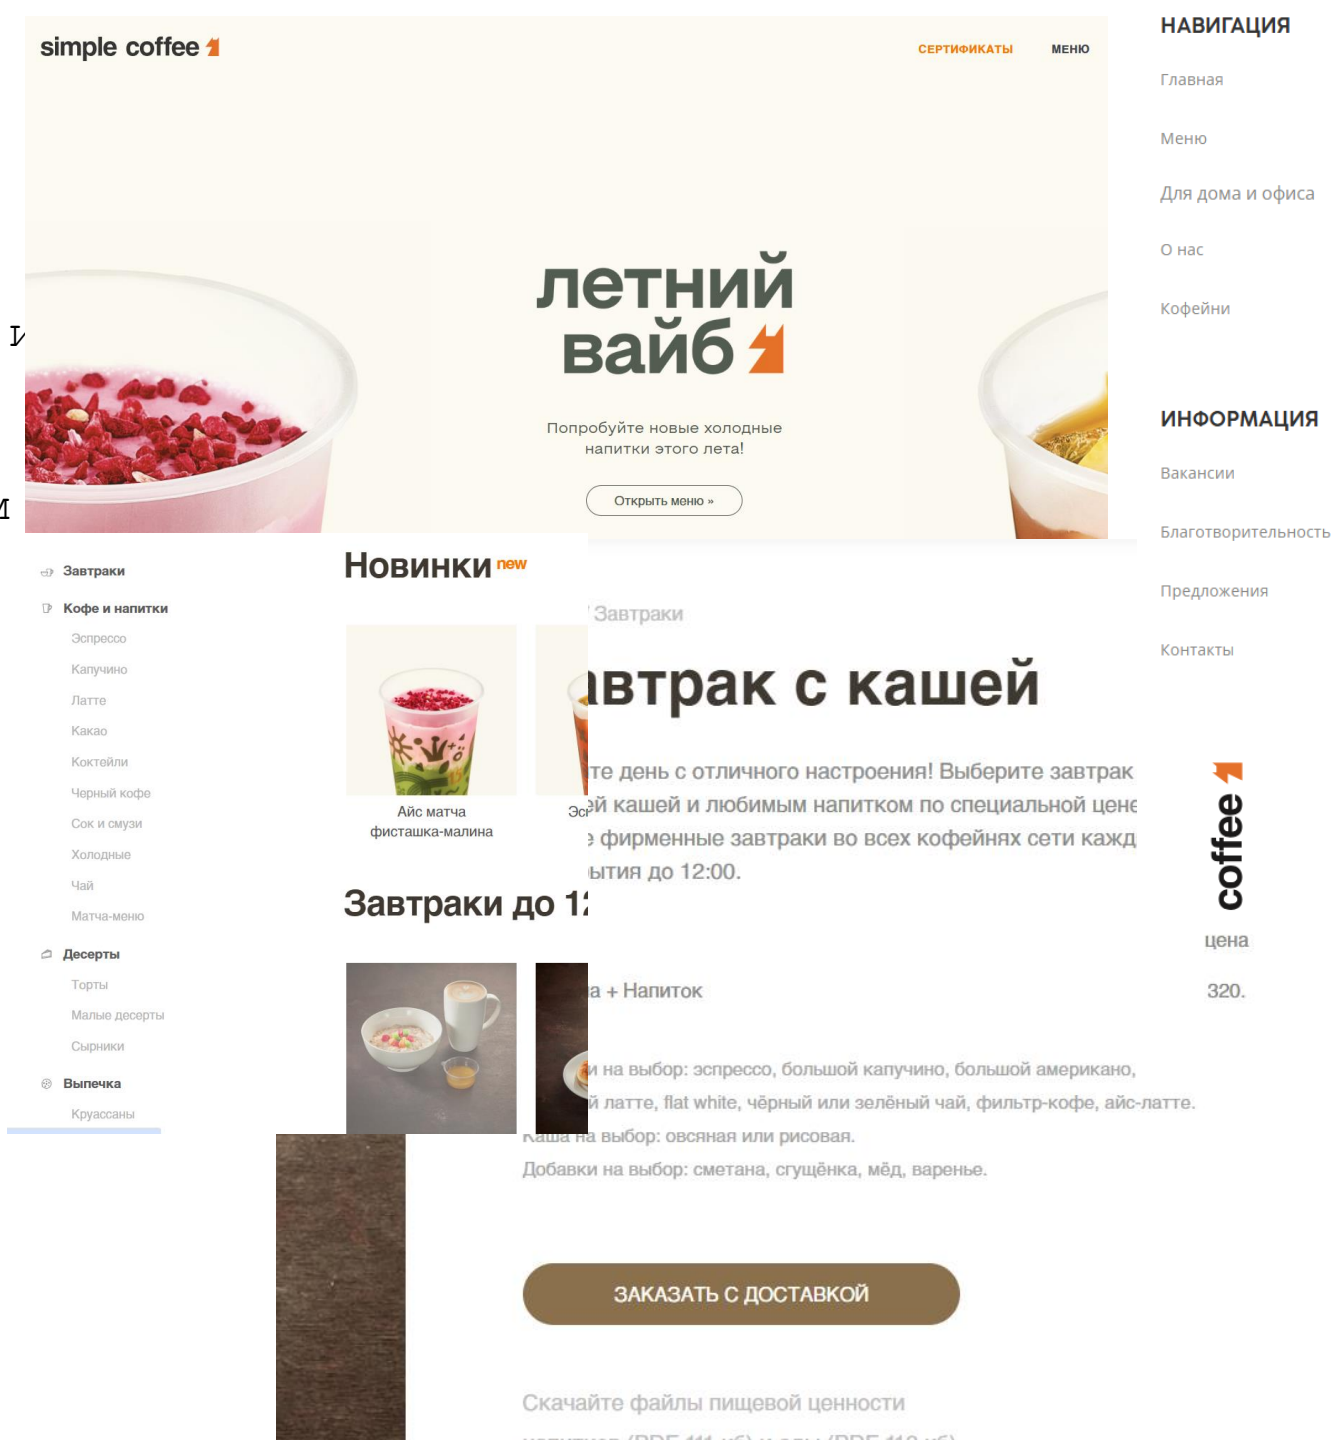 simple coffee
СЕРТИФИКАТЫ
МЕНЮ
летний
вайб
Попробуйте новые холодные
напитки этого лета!
Открыть меню »
НАВИГАЦИЯ
Главная
Меню
Для дома и офиса
О нас
Кофейни
ИНФОРМАЦИЯ
Вакансии
Благотворительность
Предложения
Контакты
Завтраки
Кофе и напитки
Эспрессо
Капучино
Латте
Какао
Коктейли
Черный кофе
Сок и смузи
Холодные
Чай
Матча-меню
Десерты
Торты
Малые десерты
Сырники
Выпечка
Круассаны
Новинки new
Айс матча
фисташка-малина
Завтраки до
/ Завтраки
автрак с кашей
день с отличного настроения! Выберите завтрак
кашей и любимым напитком по специальной цене
фирменные завтраки во всех кофейнях сети
до 12:00.
+ Напиток
coffee
цена
320.
на выбор: эспрессо, большой капучино, большой американо,
латте, flat white, чёрный или зелёный чай, фильтр-кофе, айс-латте.
Каша на выбор: овсяная или рисовая.
Добавки на выбор: сметана, сгущёнка, мёд, варенье.
ЗАКАЗАТЬ С ДОСТАВКОЙ
Скачайте файлы пищевой ценности